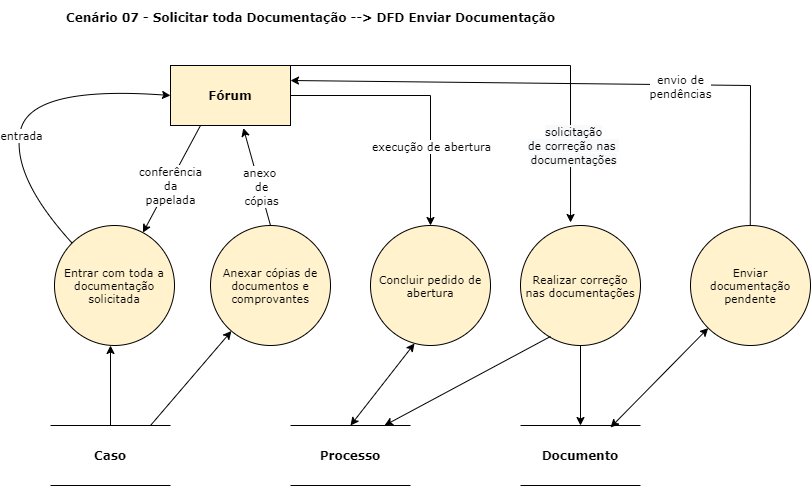 Cenário 07 - Solicitar toda Documentação --> DFD Enviar Documentação
envio de
pendências
Fórum
entrada
solicitação
de correção nas
documentações
execução de abertura
conferência
da
papelada
anexo
de
cópias
Entrar com toda a
documentação
solicitada
Anexar cópias de
documentos e
comprovantes
Concluir pedido de
abertura
Realizar correção
nas documentações
Enviar
documentação
pendente
Caso
Processo
Documento